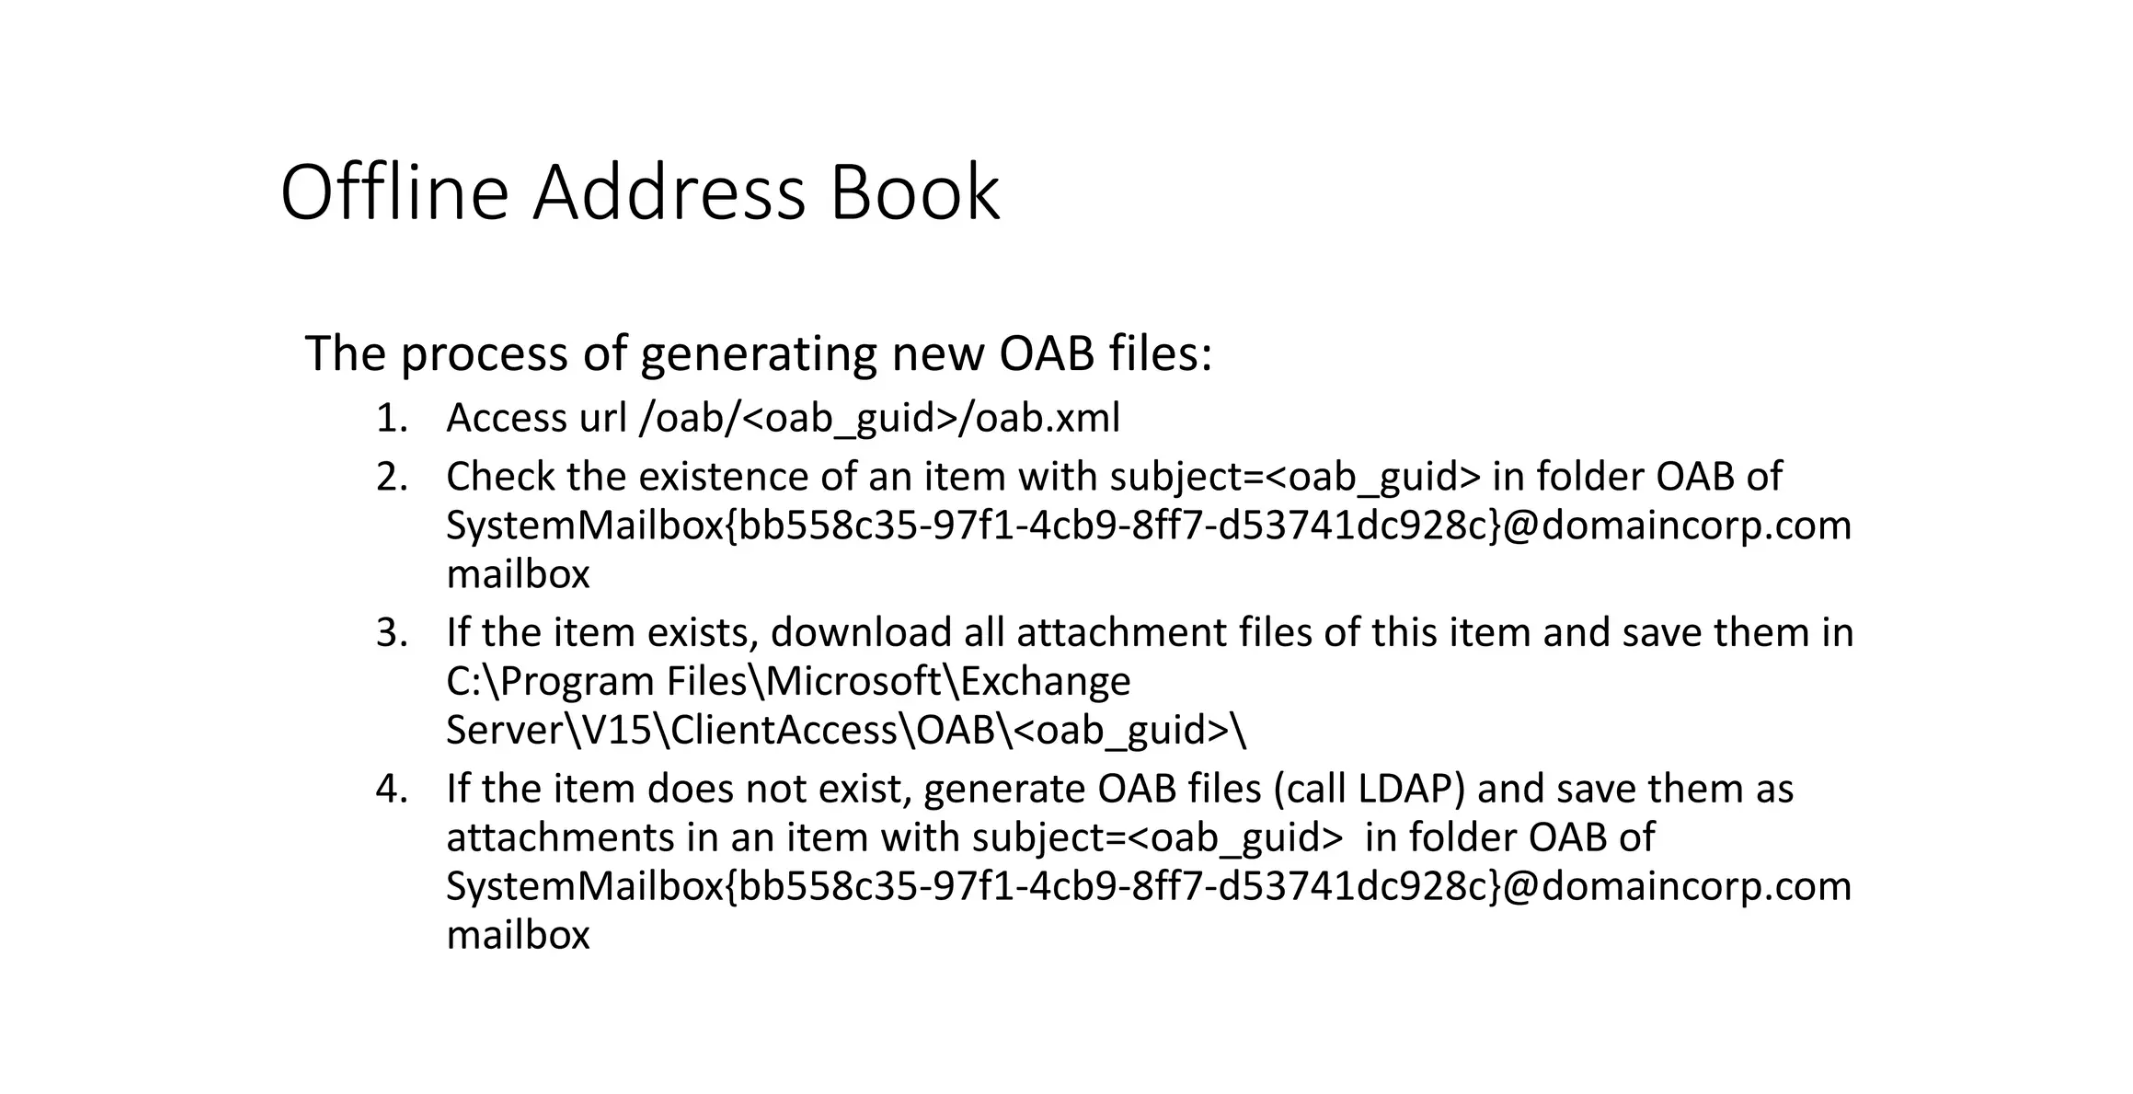 Offline Address Book
The process of generating new OAB files:
1. Access url /oab/<oab_guid>/oab.xml
2. Check the existence of an item with subject=<oab_guid> in folder OAB of
SystemMailbox{bb558c35-97f1-4cb9-8ff7-d53741dc928c}@domaincorp.com
mailbox
3. If the item exists, download all attachment files of this item and save them in
C:\Program Files\Microsoft\Exchange
Server\V15\ClientAccess\OAB\<oab_guid>\
4. If the item does not exist, generate OAB files (call LDAP) and save them as
attachments in an item with subject=<oab_guid>  in folder OAB of
SystemMailbox{bb558c35-97f1-4cb9-8ff7-d53741dc928c}@domaincorp.com
mailbox